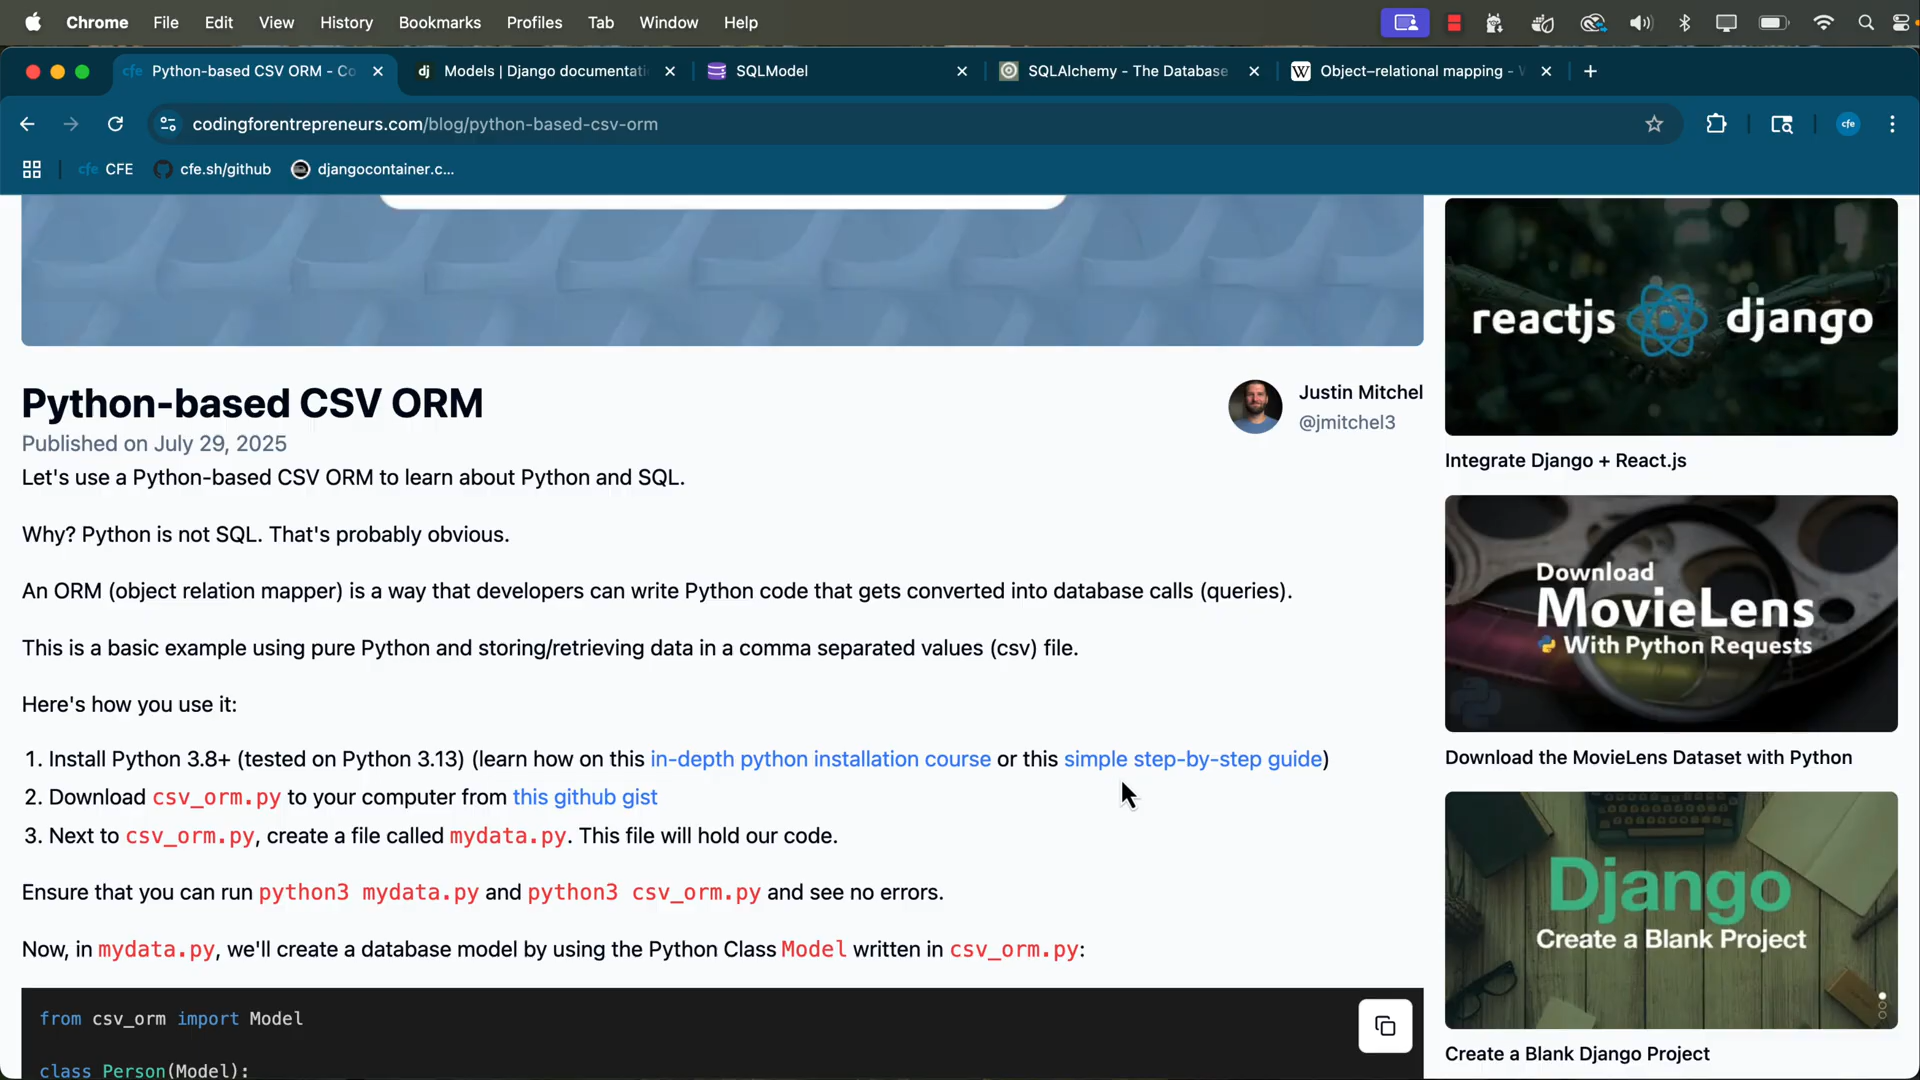 Chrome File Edit View History Bookmarks Profiles Tab Window Help
cfe Python-based CSV ORM - Co
dj Models | Django documentati
SQLModel
SQLAlchemy - The Database
W Object–relational mapping - W
codingforentrepreneurs.com/blog/python-based-csv-orm
cfe
cfe CFE
cfe.sh/github
djangocontainer.c...
Python-based CSV ORM
Published on July 29, 2025
Justin Mitchel
@jmitchel3
Let's use a Python-based CSV ORM to learn about Python and SQL.
Why? Python is not SQL. That's probably obvious.
An ORM (object relation mapper) is a way that developers can write Python code that gets converted into database calls (queries).
This is a basic example using pure Python and storing/retrieving data in a comma separated values (csv) file.
Here's how you use it:
1. Install Python 3.8+ (tested on Python 3.13) (learn how on this in-depth python installation course or this simple step-by-step guide)
2. Download csv_orm.py to your computer from this github gist
3. Next to csv_orm.py, create a file called mydata.py. This file will hold our code.
Ensure that you can run python3 mydata.py and python3 csv_orm.py and see no errors.
Now, in mydata.py, we'll create a database model by using the Python Class Model written in csv_orm.py:
from csv_orm import Model
class Person(Model):
reactjs django
Integrate Django + React.js
Download
MovieLens
With Python Requests
Download the MovieLens Dataset with Python
Django
Create a Blank Project
Create a Blank Django Project